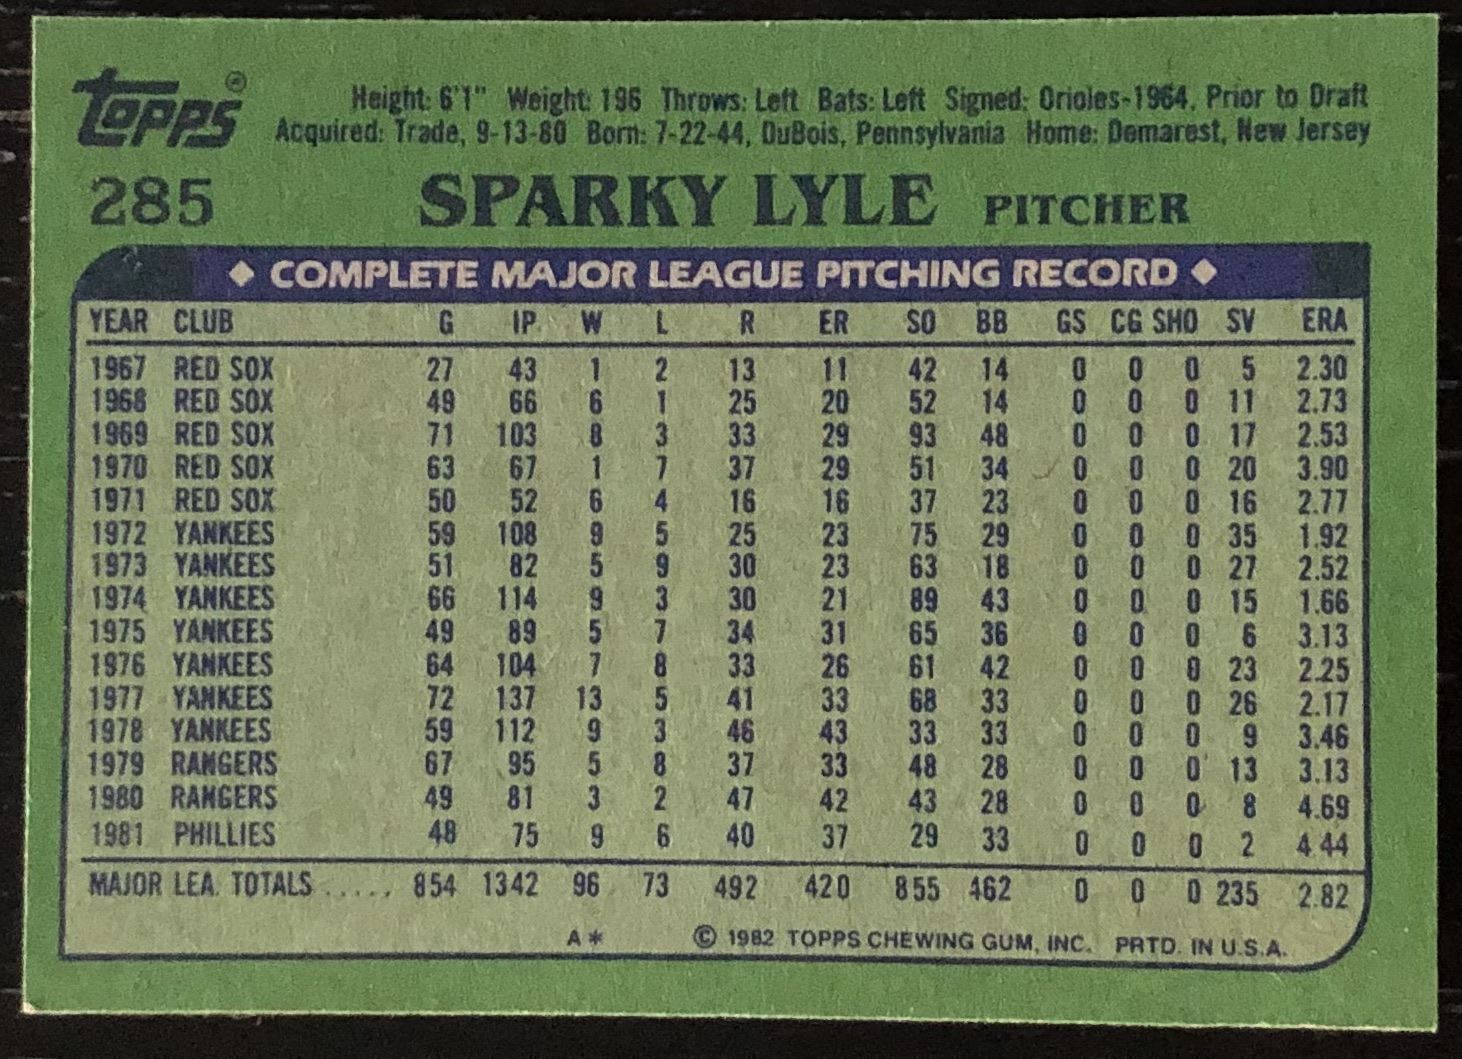 Topps®
Height: 6'1" Weight: 196 Throws: Left Bats: Left Signed: Orioles-1964, Prior to Draft
Acquired: Trade, 9-13-80 Born: 7-22-44, DuBois, Pennsylvania Home: Demarest, New Jersey
285 SPARKY LYLE PITCHER
◆ COMPLETE MAJOR LEAGUE PITCHING RECORD ◆
YEAR CLUB G IP W L R ER SO BB GS CG SHO SV ERA
1967 RED SOX 27 43 1 2 13 11 42 14 0 0 0 5 2.30
1968 RED SOX 49 66 6 1 25 20 52 14 0 0 0 11 2.73
1969 RED SOX 71 103 8 3 33 29 93 48 0 0 0 17 2.53
1970 RED SOX 63 67 1 7 37 29 51 34 0 0 0 20 3.90
1971 RED SOX 50 52 6 4 16 16 37 23 0 0 0 16 2.77
1972 YANKEES 59 108 9 5 25 23 75 29 0 0 0 35 1.92
1973 YANKEES 51 82 5 9 30 23 63 18 0 0 0 27 2.52
1974 YANKEES 66 114 9 3 30 21 89 43 0 0 0 15 1.66
1975 YANKEES 49 89 5 7 34 31 65 36 0 0 0 6 3.13
1976 YANKEES 64 104 7 8 33 26 61 42 0 0 0 23 2.25
1977 YANKEES 72 137 13 5 41 33 68 33 0 0 0 26 2.17
1978 YANKEES 59 112 9 3 46 43 33 33 0 0 0 9 3.46
1979 RANGERS 67 95 5 8 37 33 48 28 0 0 0 13 3.13
1980 RANGERS 49 81 3 2 47 42 43 28 0 0 0 8 4.69
1981 PHILLIES 48 75 9 6 40 37 29 33 0 0 0 2 4.44
MAJOR LEA. TOTALS ..... 854 1342 96 73 492 420 855 462 0 0 0 235 2.82
A* © 1982 TOPPS CHEWING GUM, INC. PRTD. IN U.S.A.